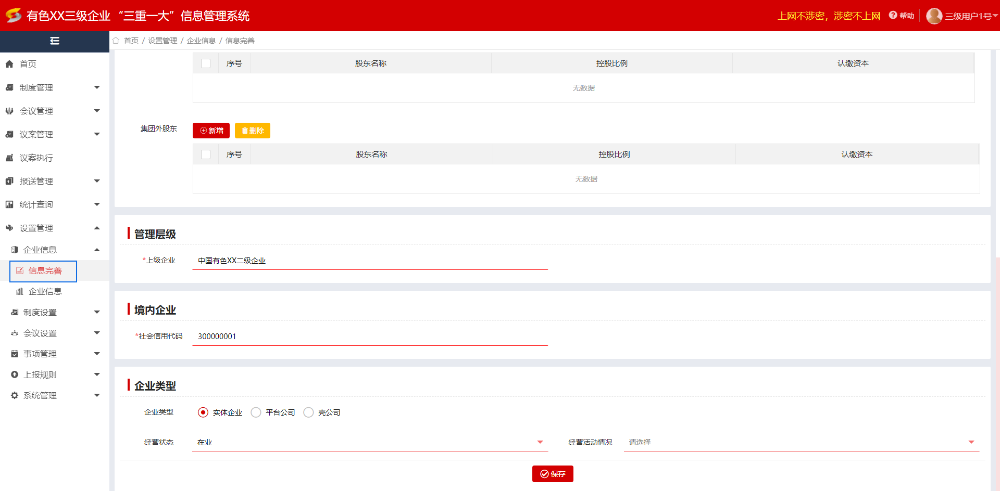 有色XX三级企业 “三重一大”信息管理系统
上网不涉密，涉密不上网
帮助
三级用户1号
首页 / 设置管理 / 企业信息 / 信息完善
首页
制度管理
会议管理
议案管理
议案执行
报送管理
统计查询
设置管理
企业信息
信息完善
企业信息
制度设置
会议设置
事项管理
上报规则
系统管理
序号 股东名称 控股比例 认缴资本
无数据
集团外股东 新增 删除
序号 股东名称 控股比例 认缴资本
无数据
管理层级
*上级企业 中国有色XX二级企业
境内企业
*社会信用代码 300000001
企业类型
企业类型 实体企业 平台公司 壳公司
经营状态 在业 经营活动情况 请选择
保存